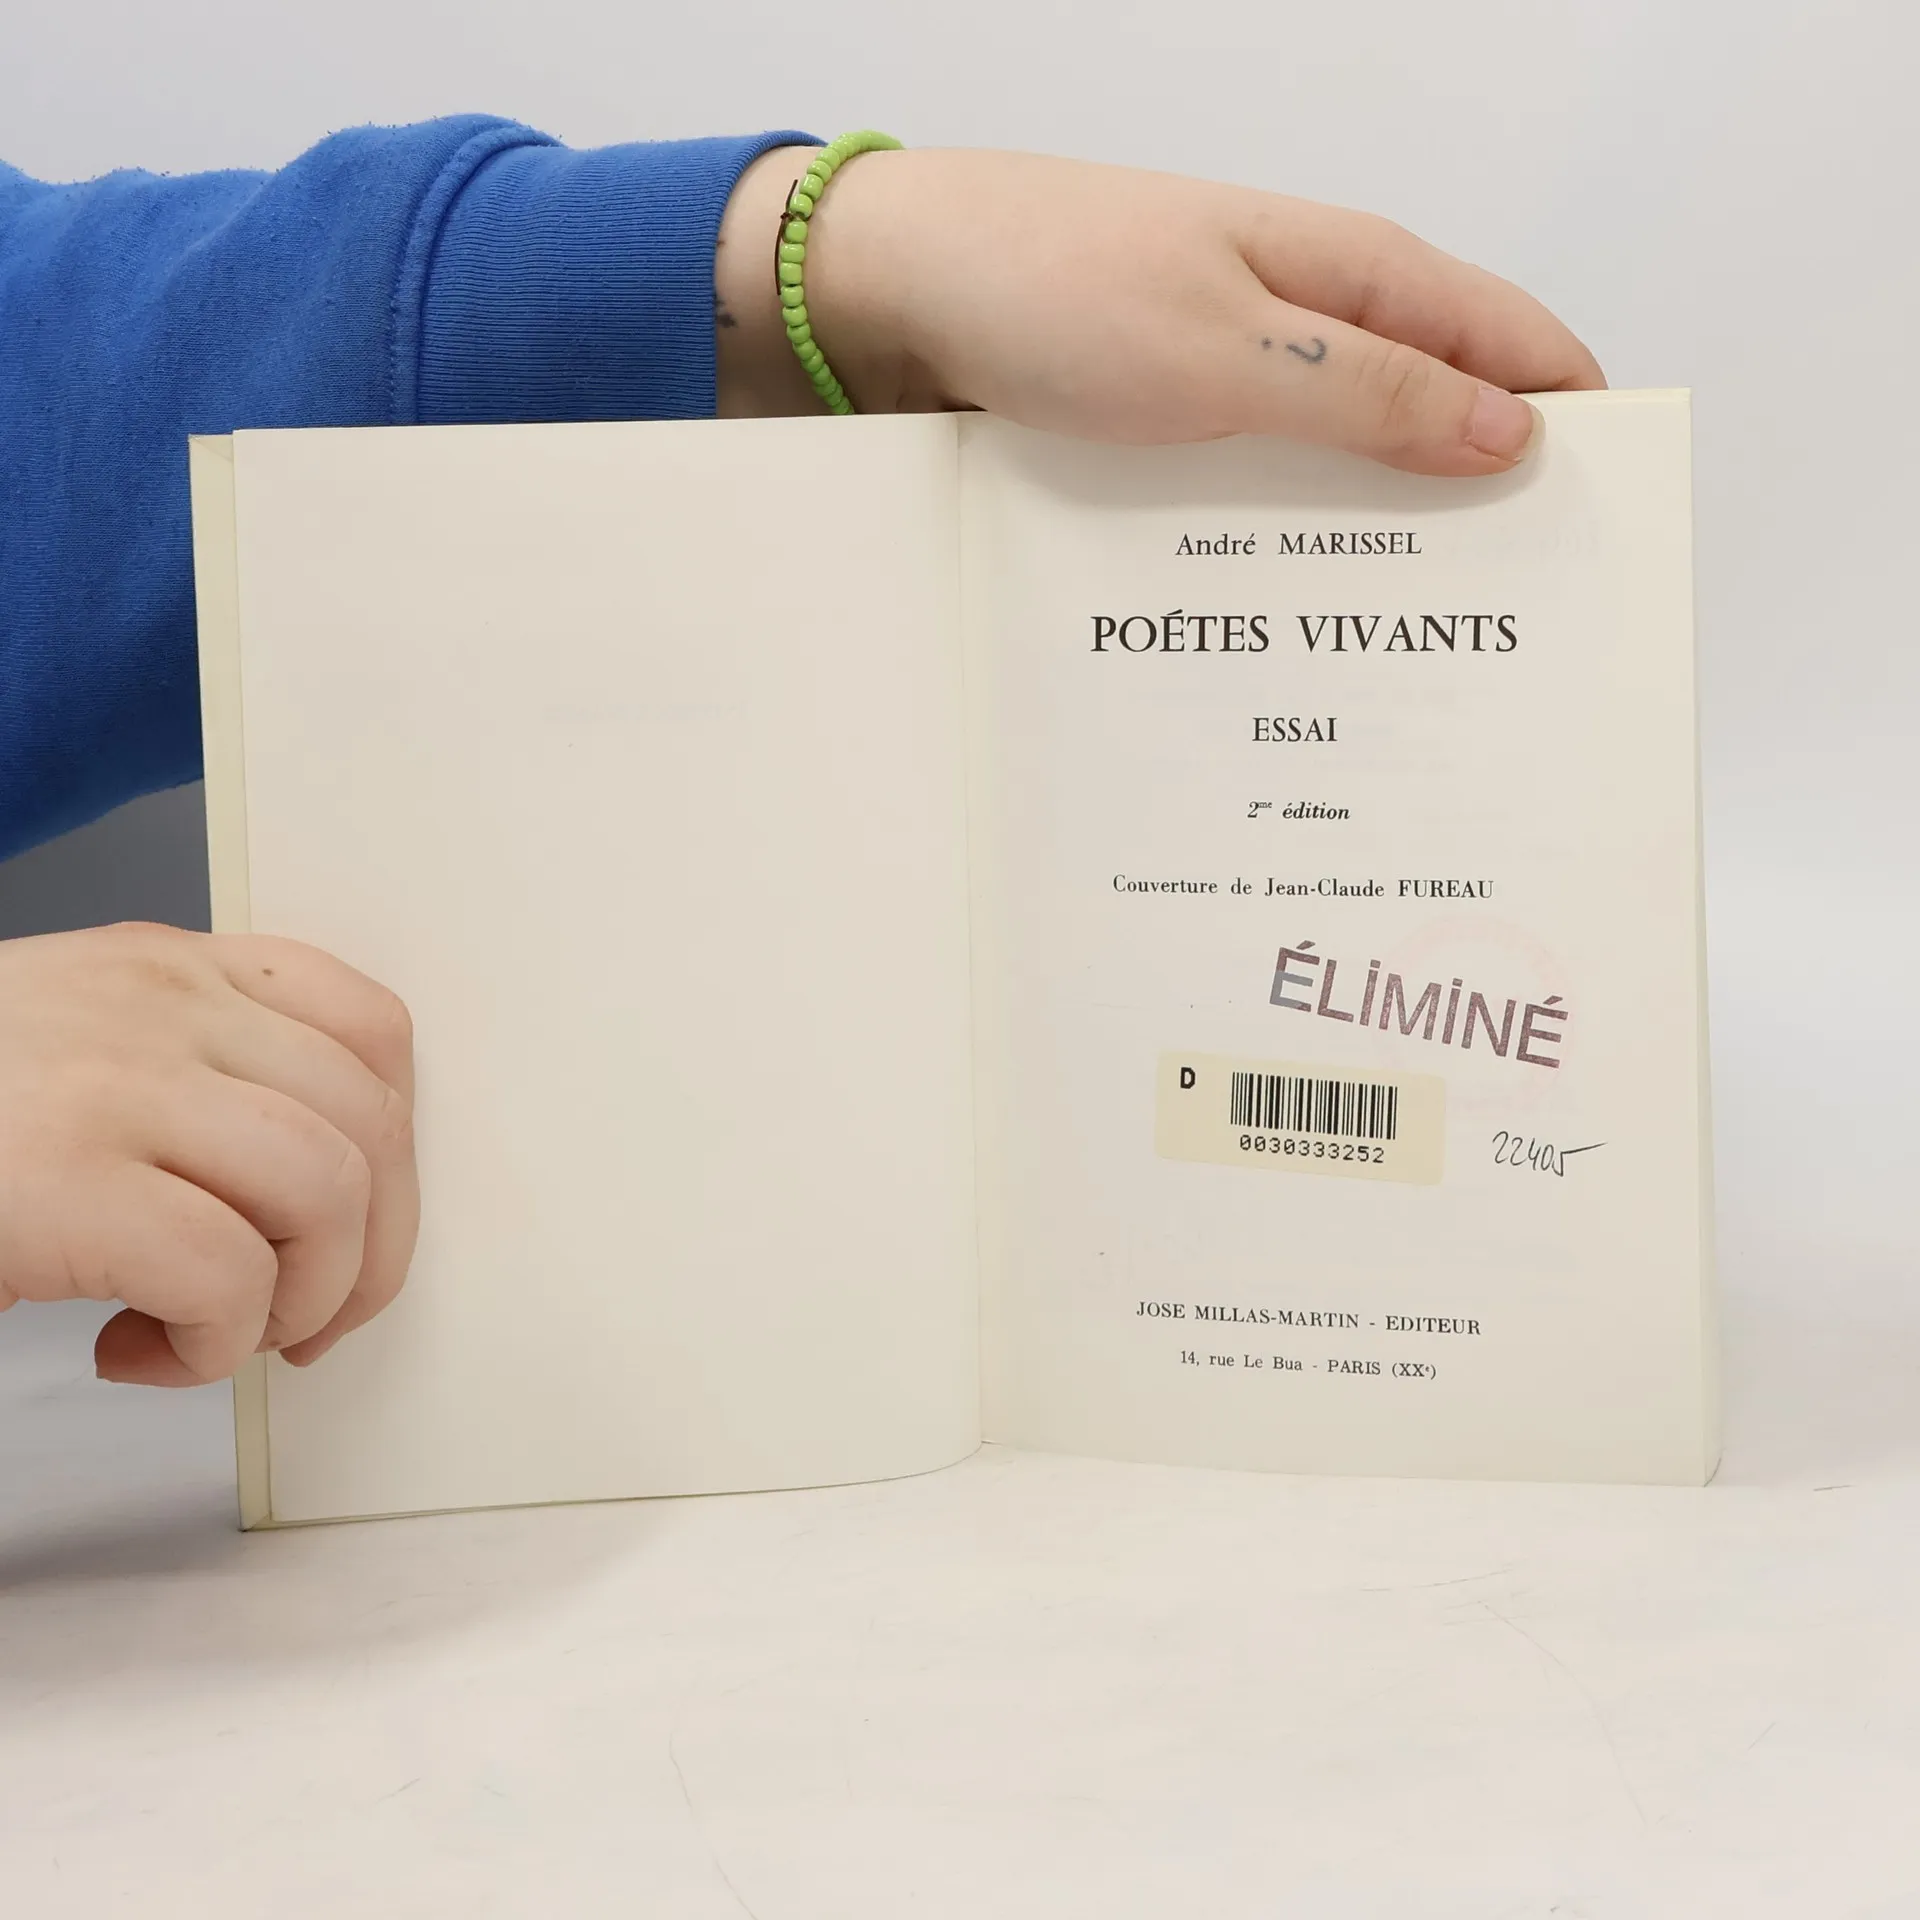 André MARISSEL
POÉTES VIVANTS
ESSAI
2me édition
Couverture de Jean-Claude FUREAU
ÉLiMiNÉ
D
0030333252
22405
JOSE MILLAS-MARTIN - EDITEUR
14, rue Le Bua - PARIS (XXe)
?